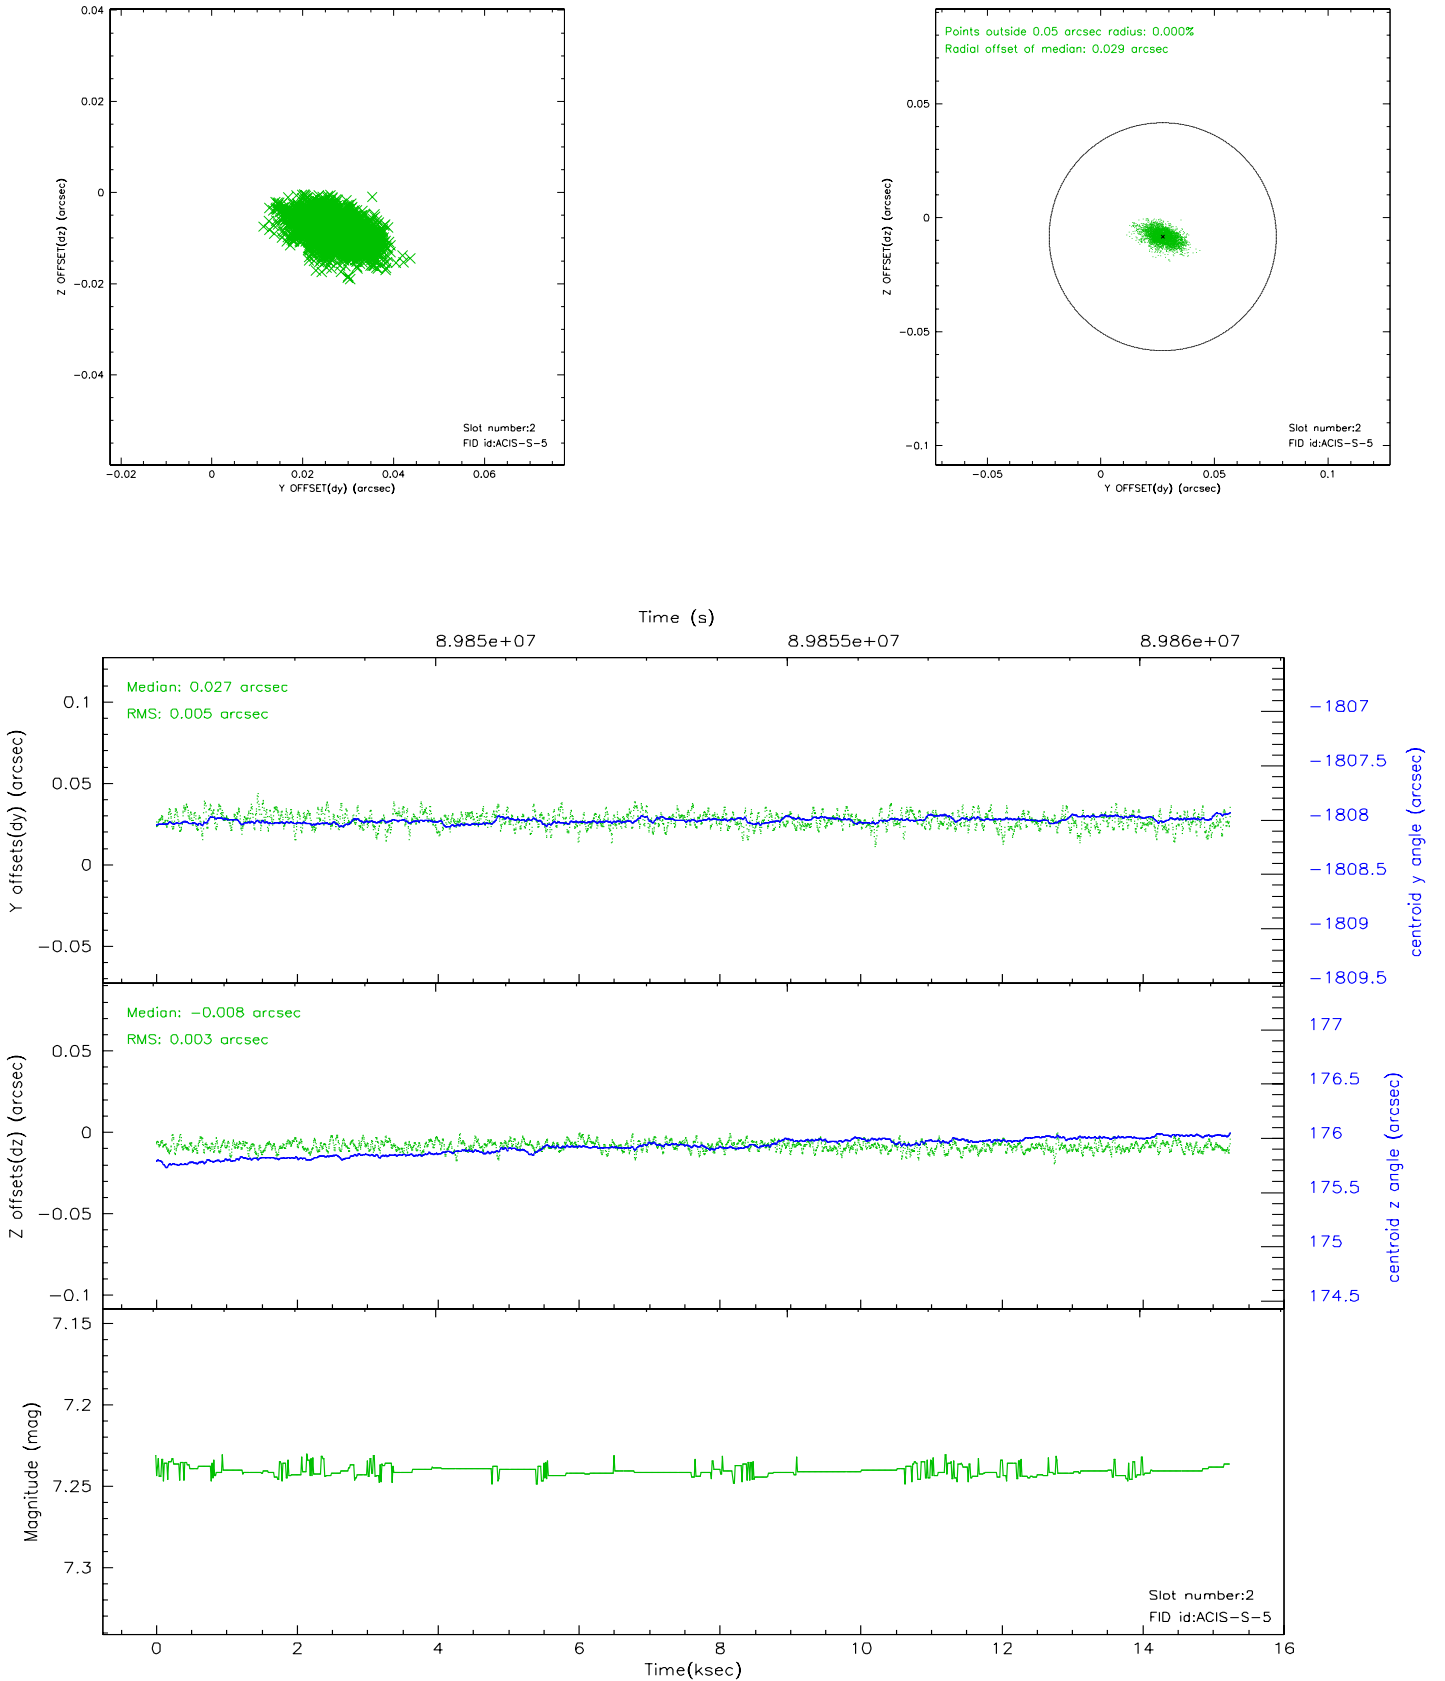 0.04
0.02
0
−0.02
−0.04
Z OFFSET(dz) (arcsec)
Slot number:2
FID id:ACIS−S−5
−0.02 0 0.02 0.04 0.06
Y OFFSET(dy) (arcsec)
Points outside 0.05 arcsec radius: 0.000%
Radial offset of median: 0.029 arcsec
0.05
0
−0.05
−0.1
Z OFFSET(dz) (arcsec)
Slot number:2
FID id:ACIS−S−5
−0.05 0 0.05 0.1
Y OFFSET(dy) (arcsec)
Time (s)
8.985e+07 8.9855e+07 8.986e+07
Median: 0.027 arcsec
RMS: 0.005 arcsec
0.1
0.05
0
−0.05
Y offsets(dy) (arcsec)
−1807
−1807.5
−1808
−1808.5
−1809
−1809.5
centroid y angle (arcsec)
Median: −0.008 arcsec
RMS: 0.003 arcsec
0.05
0
−0.05
−0.1
Z offsets(dz) (arcsec)
177
176.5
176
175.5
175
174.5
centroid z angle (arcsec)
7.15
7.2
7.25
7.3
Magnitude (mag)
Slot number:2
FID id:ACIS−S−5
0 2 4 6 8 10 12 14 16
Time(ksec)